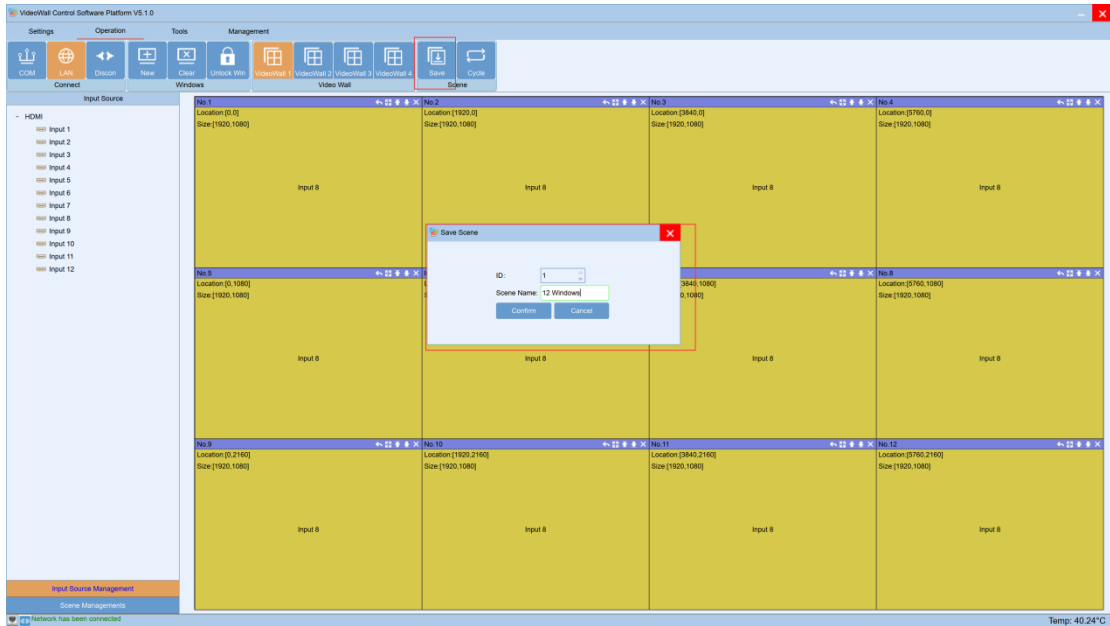 VideoWall Control Software Platform V5.1.0
Settings Operation Tools Management
COM LAN Discon New Clear Unlock Win VideoWall 1 VideoWall 2 VideoWall 3 VideoWall 4 Save Cycle
Connect Windows Video Wall Scene
Input Source
- HDMI
Input 1
Input 2
Input 3
Input 4
Input 5
Input 6
Input 7
Input 8
Input 9
Input 10
Input 11
Input 12
No.1
Location:[0,0]
Size:[1920,1080]
Input 8
No.2
Location:[1920,0]
Size:[1920,1080]
Input 8
No.3
Location:[3840,0]
Size:[1920,1080]
Input 8
No.4
Location:[5760,0]
Size:[1920,1080]
Input 8
Save Scene
ID: 1
Scene Name: 12 Windows
Confirm Cancel
No.5
Location:[0,1080]
Size:[1920,1080]
Input 8
Input 8
[3840,1080]
0,1080]
Input 8
No.8
Location:[5760,1080]
Size:[1920,1080]
Input 8
No.9
Location:[0,2160]
Size:[1920,1080]
Input 8
No.10
Location:[1920,2160]
Size:[1920,1080]
Input 8
No.11
Location:[3840,2160]
Size:[1920,1080]
Input 8
No.12
Location:[5760,2160]
Size:[1920,1080]
Input 8
Input Source Management
Scene Managements
Network has been connected
Temp: 40.24°C